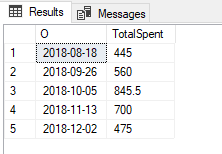 Results Messages
O TotalSpent
1 2018-08-18 445
2 2018-09-26 560
3 2018-10-05 845.5
4 2018-11-13 700
5 2018-12-02 475